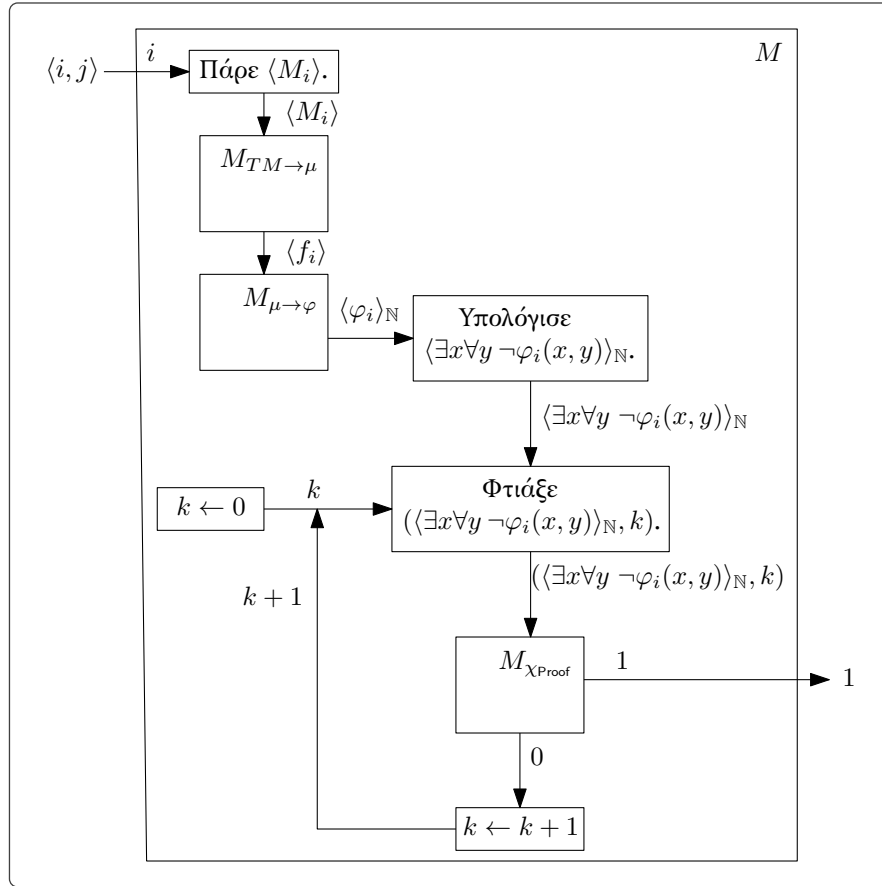 ⟨i, j⟩
i
M
Πάρε ⟨M_i⟩.
⟨M_i⟩
M_{TM→μ}
⟨f_i⟩
M_{μ→φ}
⟨φ_i⟩_ℕ
Υπολόγισε
⟨∃x∀y ¬φ_i(x, y)⟩_ℕ.
⟨∃x∀y ¬φ_i(x, y)⟩_ℕ
k ← 0
k
Φτιάξε
(⟨∃x∀y ¬φ_i(x, y)⟩_ℕ, k).
(⟨∃x∀y ¬φ_i(x, y)⟩_ℕ, k)
k + 1
M_{χ_Proof}
1
1
0
k ← k + 1